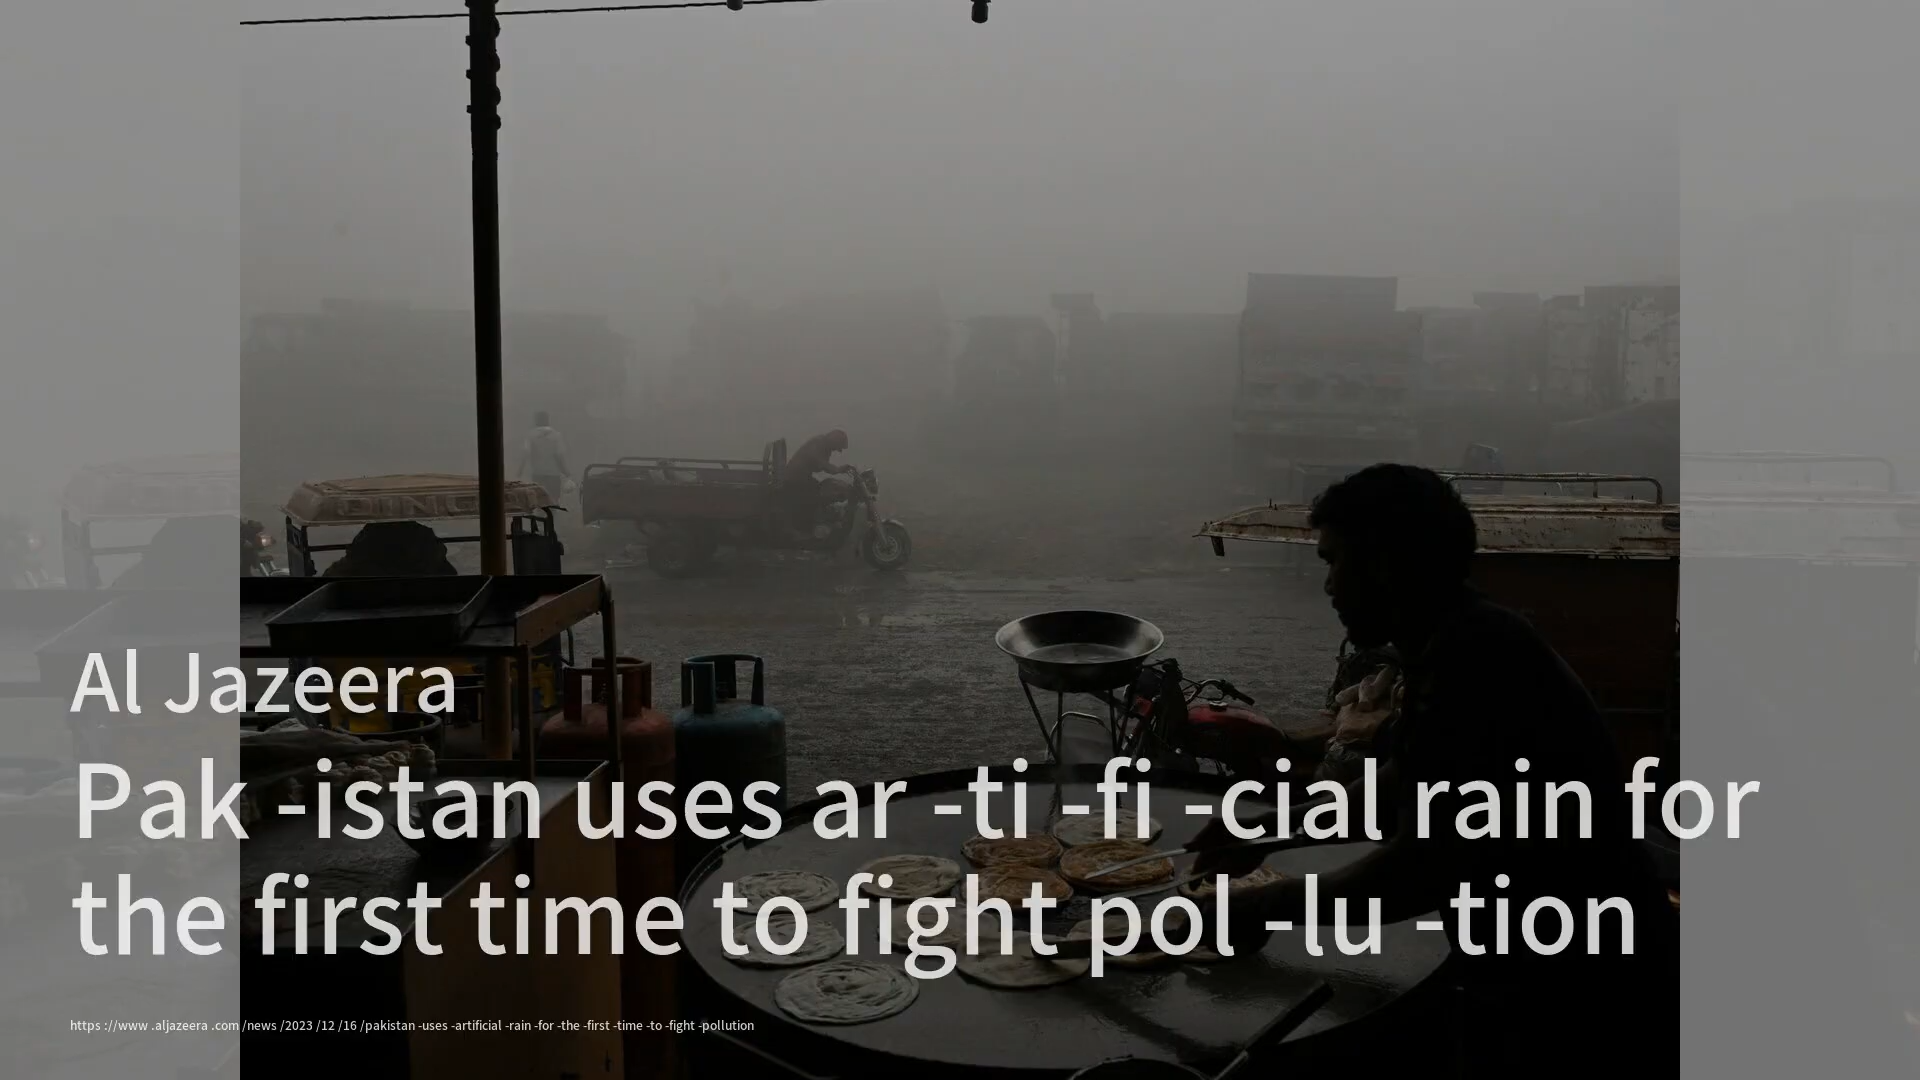 DING
Al Jazeera
Pak -istan uses ar -ti -fi -cial rain for
the first time to fight pol -lu -tion
https ://www .aljazeera .com /news /2023 /12 /16 /pakistan -uses -artificial -rain -for -the -first -time -to -fight -pollution